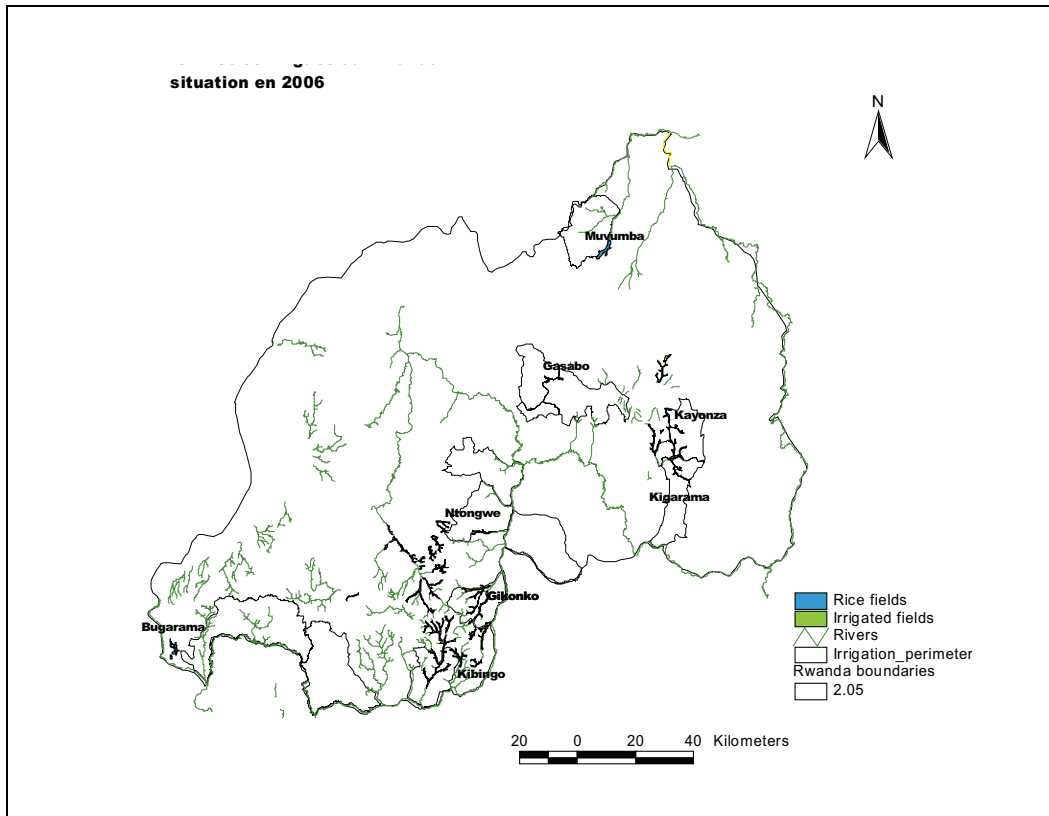 situation en 2006
N
Muvumba
Gasabo
Kayonza
Kigarama
Ntongwe
Gikonko
Bugarama
Kibingo
Rice fields
Irrigated fields
Rivers
Irrigation_perimeter
Rwanda boundaries
2.05
20 0 20 40 Kilometers